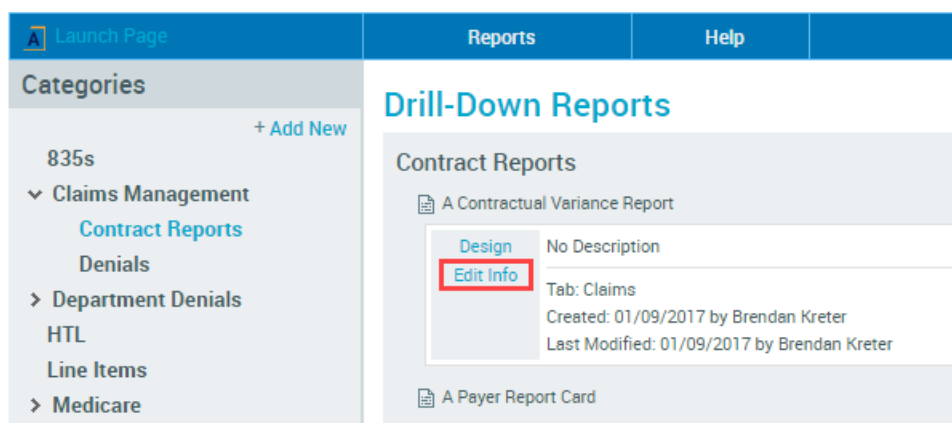 A Launch Page
Reports
Help
Categories
+ Add New
835s
Claims Management
Contract Reports
Denials
Department Denials
HTL
Line Items
Medicare
Drill-Down Reports
Contract Reports
A Contractual Variance Report
Design
Edit Info
No Description
Tab: Claims
Created: 01/09/2017 by Brendan Kreter
Last Modified: 01/09/2017 by Brendan Kreter
A Payer Report Card